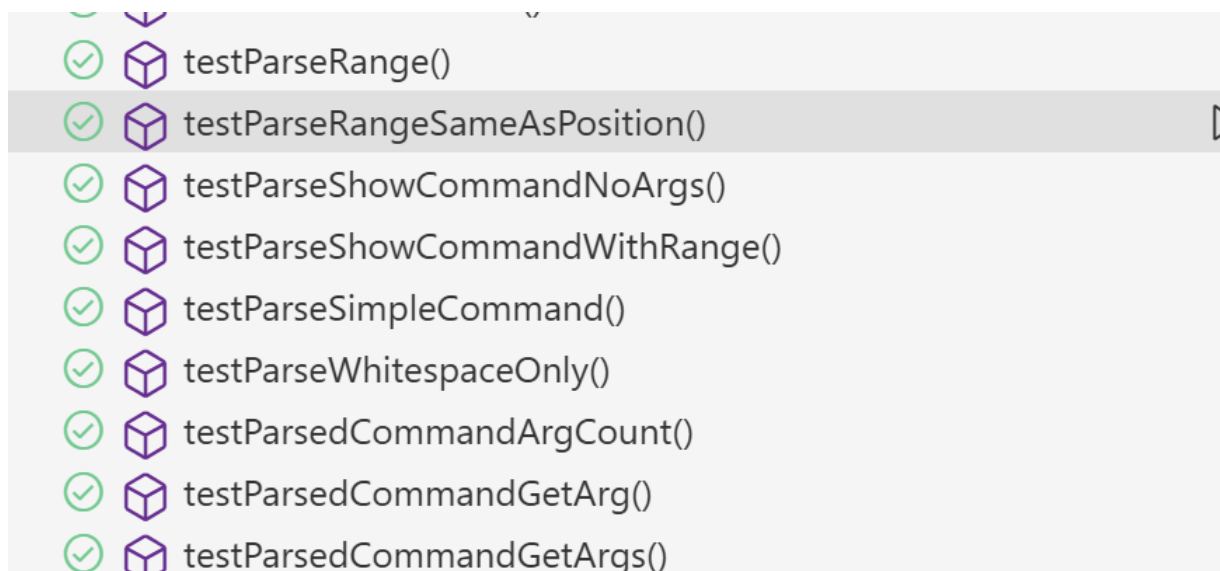 testParseRange()
testParseRangeSameAsPosition()
testParseShowCommandNoArgs()
testParseShowCommandWithRange()
testParseSimpleCommand()
testParseWhitespaceOnly()
testParsedCommandArgCount()
testParsedCommandGetArg()
testParsedCommandGetArgs()